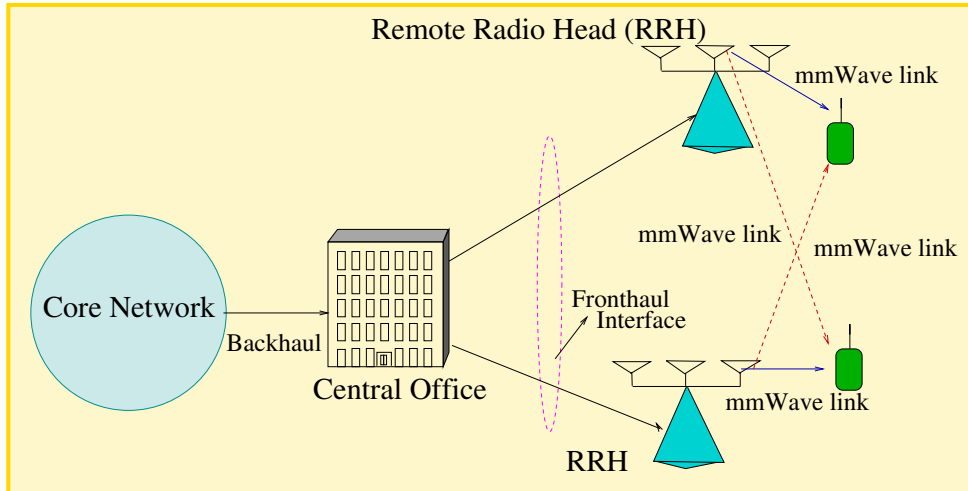 Remote Radio Head (RRH)
mmWave link
mmWave link
mmWave link
Core Network
Fronthaul
Interface
Backhaul
Central Office
mmWave link
RRH